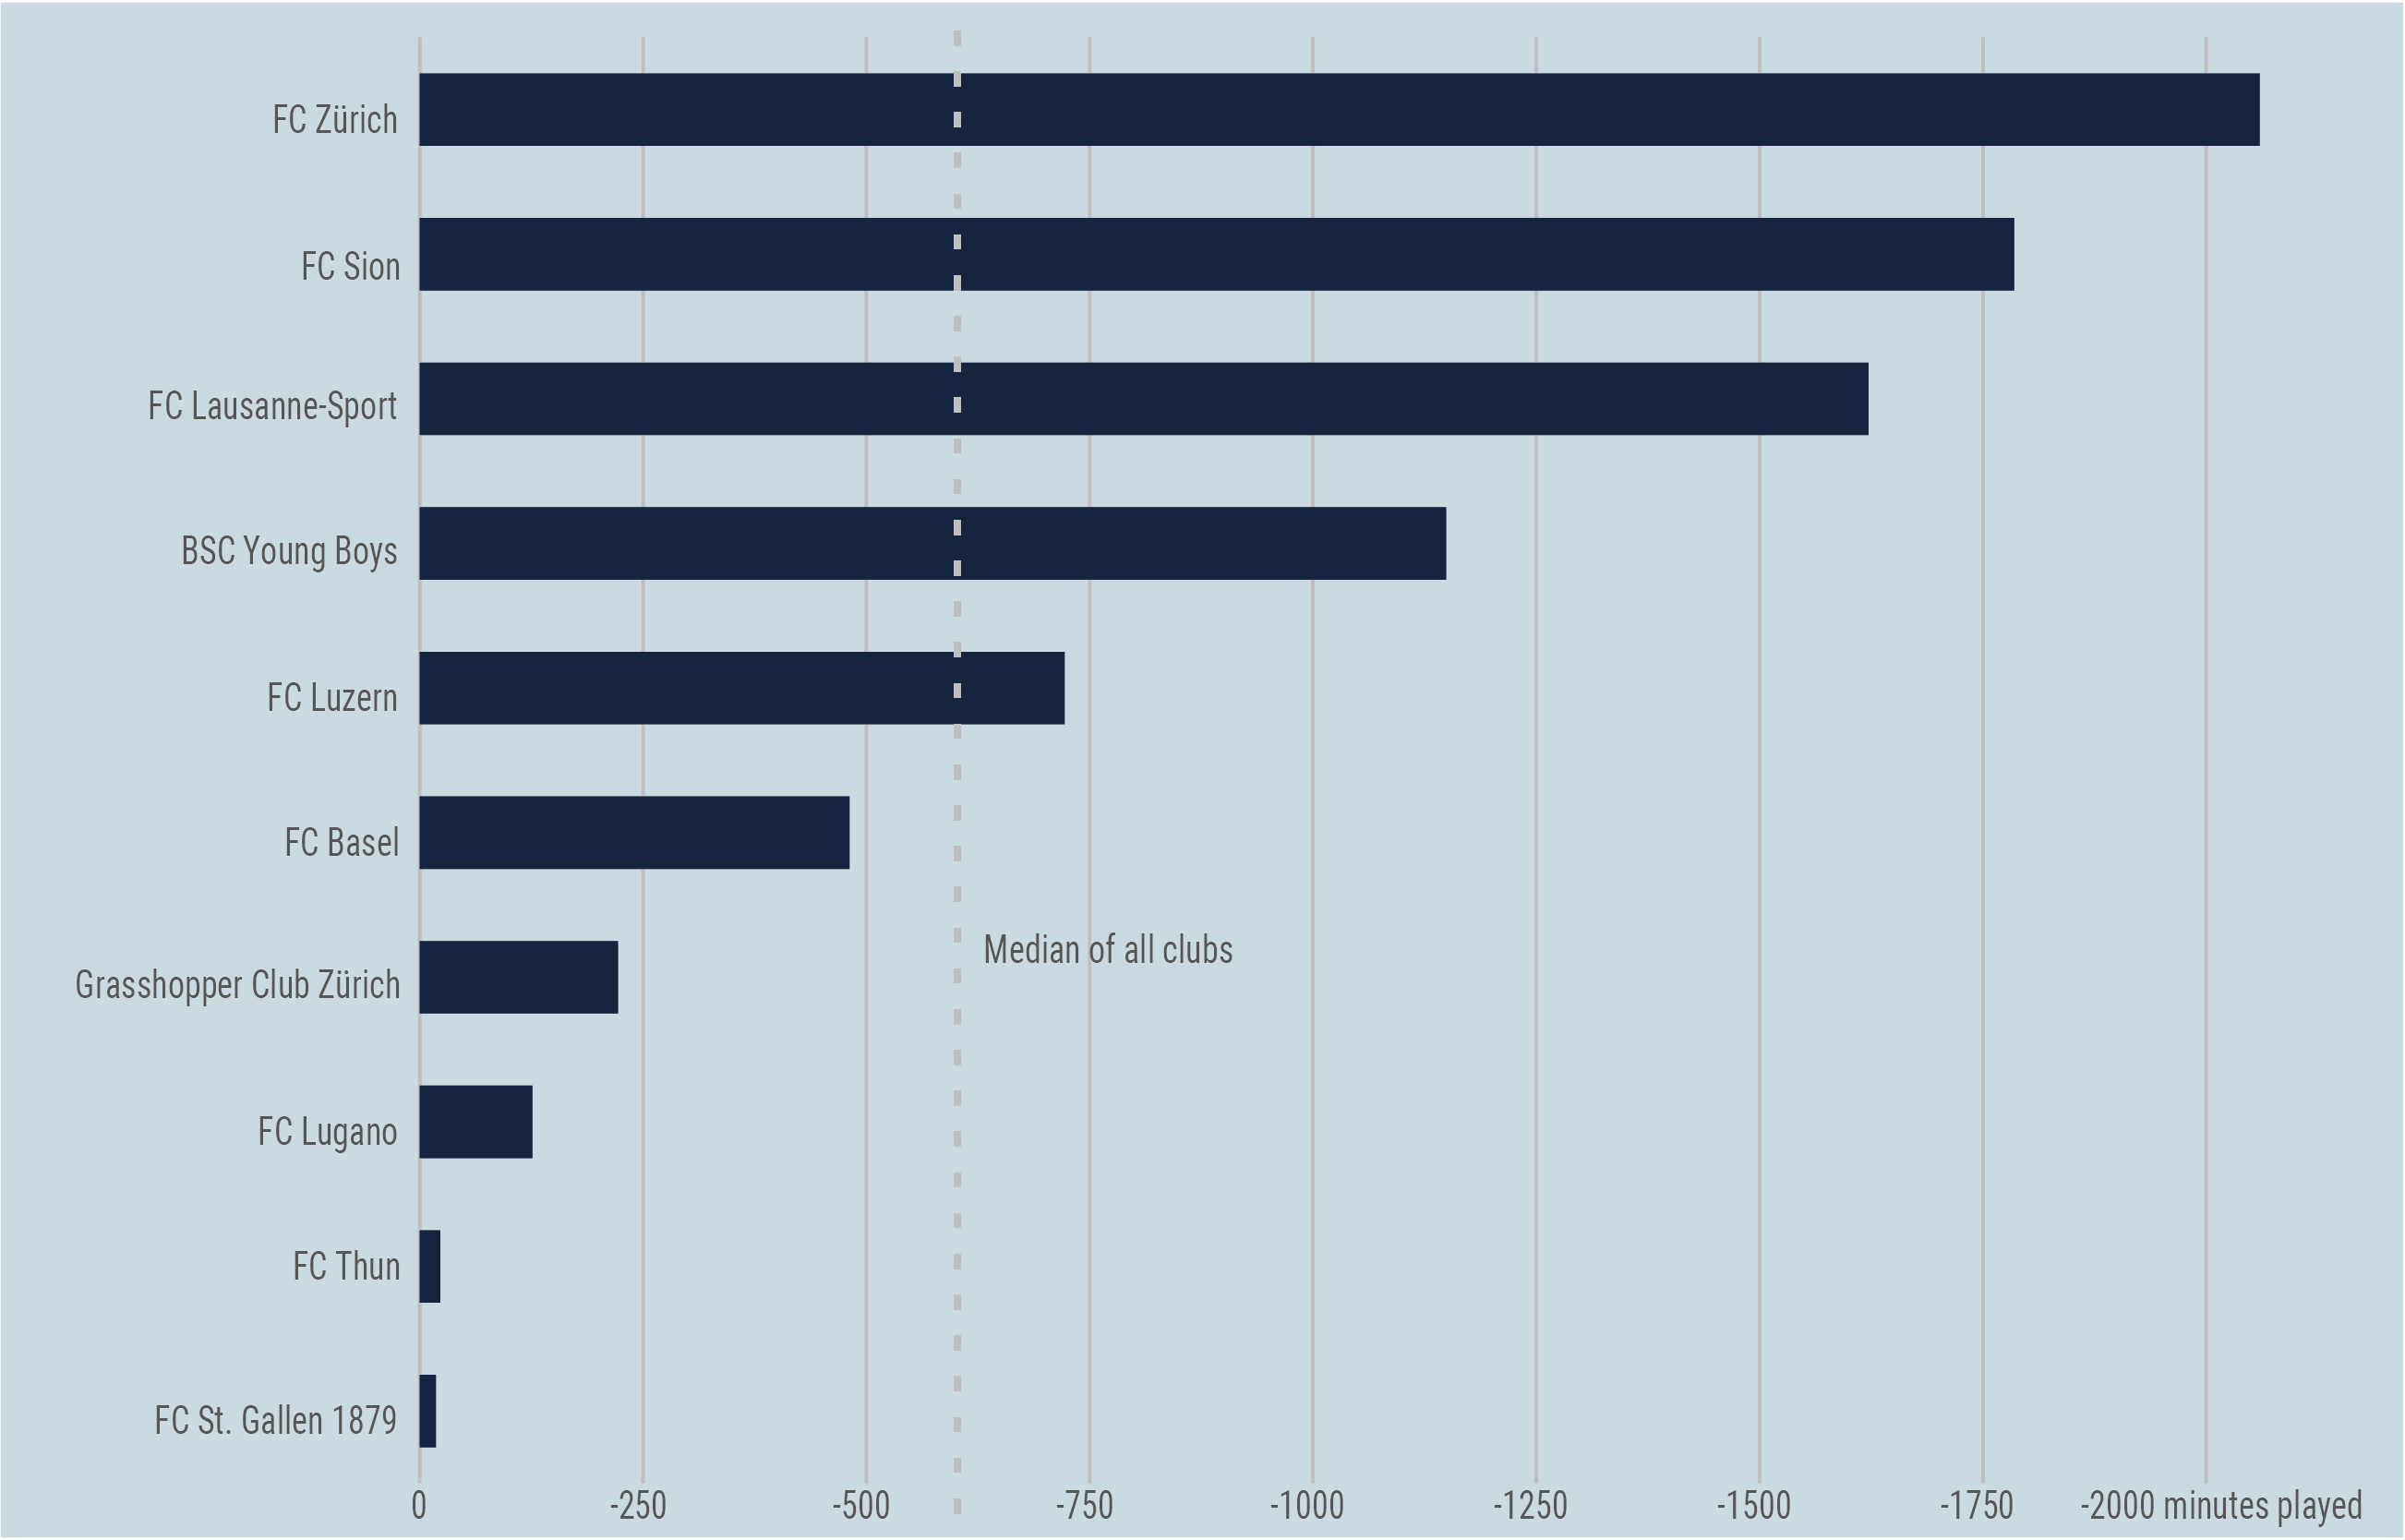 FC Zürich
FC Sion
FC Lausanne-Sport
BSC Young Boys
FC Luzern
FC Basel
Median of all clubs
Grasshopper Club Zürich
FC Lugano
FC Thun
FC St. Gallen 1879
0 -250 -500 -750 -1000 -1250 -1500 -1750 -2000 minutes played